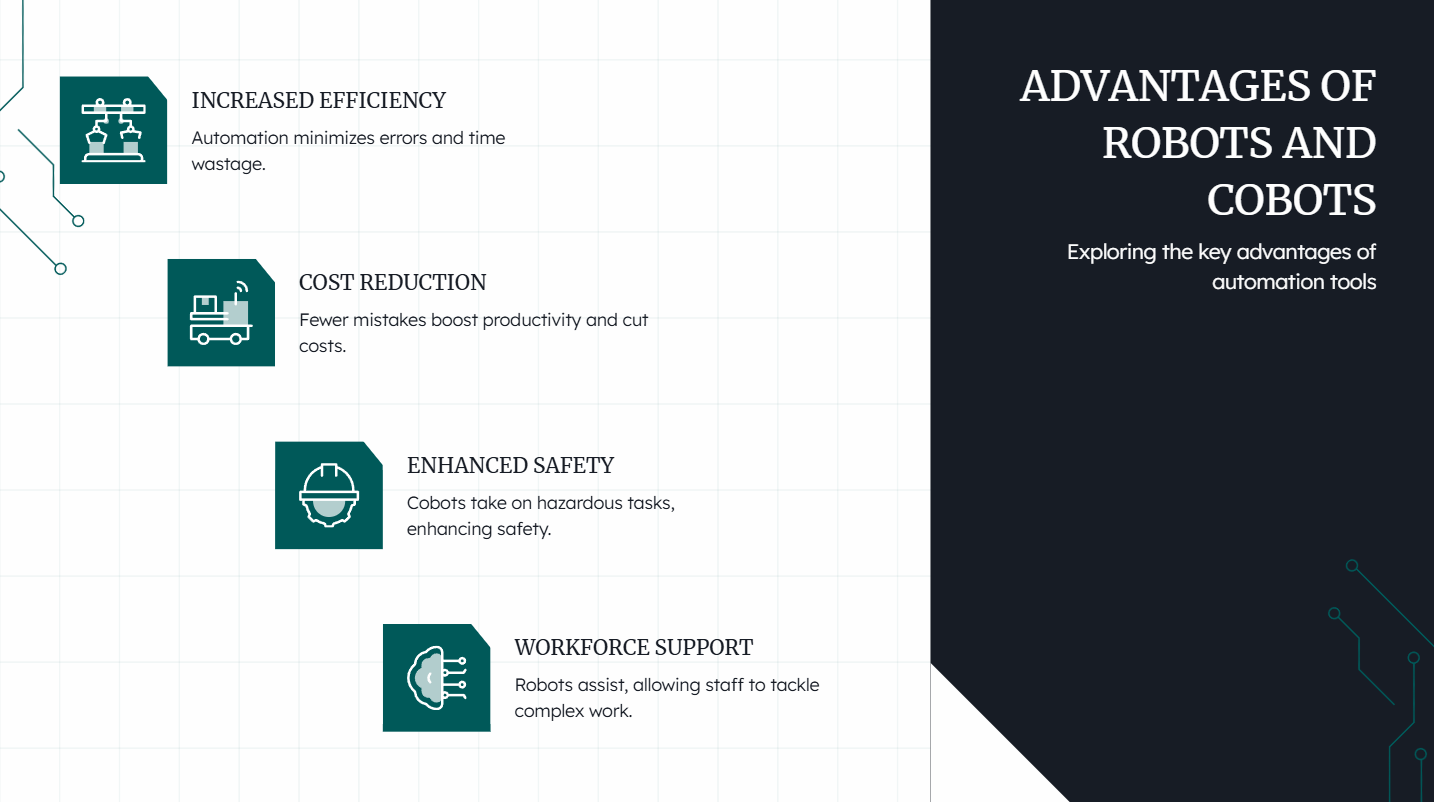 ADVANTAGES OF
ROBOTS AND
COBOTS
Exploring the key advantages of
automation tools
INCREASED EFFICIENCY
Automation minimizes errors and time
wastage.
COST REDUCTION
Fewer mistakes boost productivity and cut
costs.
ENHANCED SAFETY
Cobots take on hazardous tasks,
enhancing safety.
WORKFORCE SUPPORT
Robots assist, allowing staff to tackle
complex work.